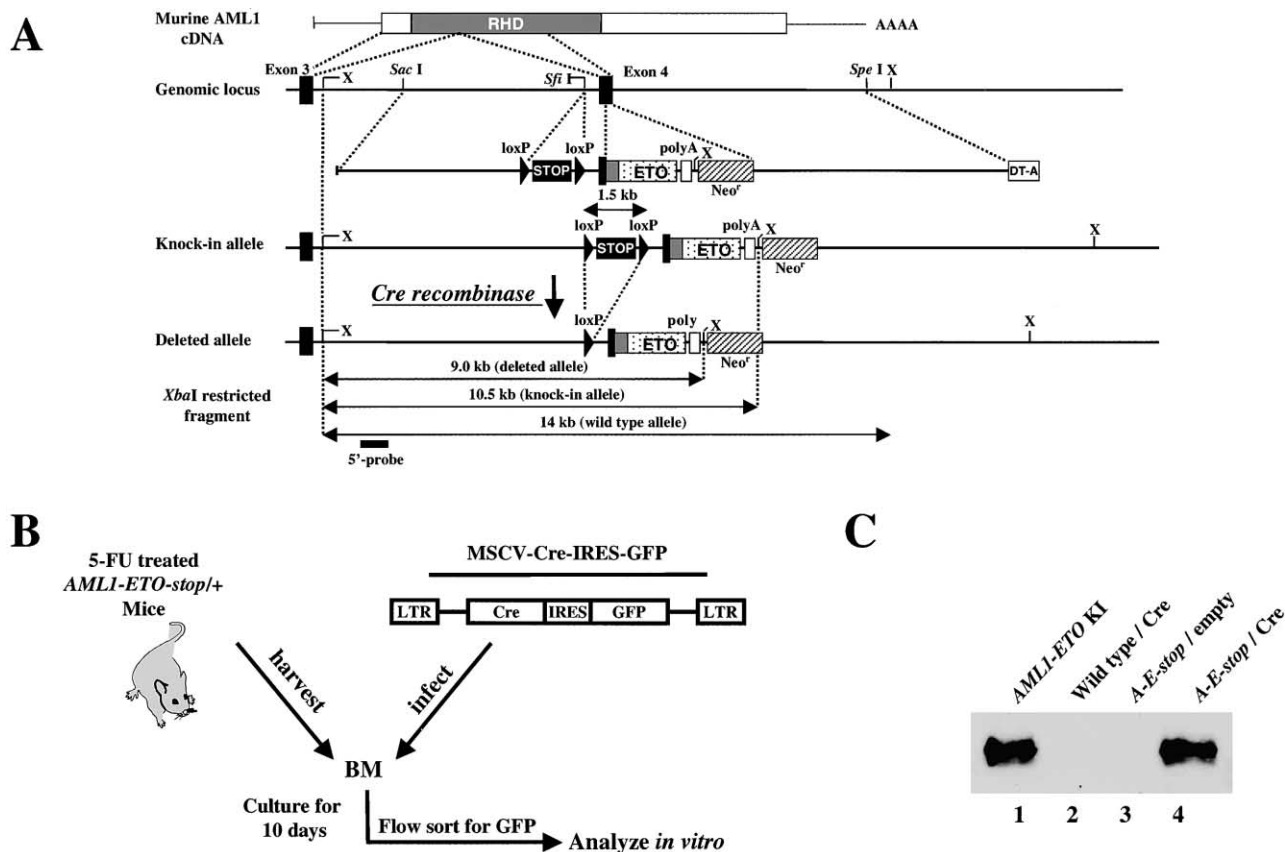 A
Murine AML1
cDNA
RHD
AAAA
Exon 3
X
Sac I
Sfi I
Exon 4
Spe I
X
Genomic locus
loxP
loxP
polyA
X
STOP
ETO
Neoʳ
DT-A
1.5 kb
loxP
loxP
polyA
Knock-in allele
X
STOP
ETO
X
Neoʳ
X
Cre recombinase
loxP
poly
Deleted allele
X
ETO
X
Neoʳ
X
9.0 kb (deleted allele)
XbaI restricted
fragment
10.5 kb (knock-in allele)
14 kb (wild type allele)
5'-probe
B
5-FU treated
AML1-ETO-stop/+
Mice
MSCV-Cre-IRES-GFP
LTR
Cre
IRES
GFP
LTR
harvest
infect
BM
Culture for
10 days
Flow sort for GFP
Analyze in vitro
C
AML1-ETO KI
Wild type / Cre
A-E-stop / empty
A-E-stop / Cre
1 2 3 4